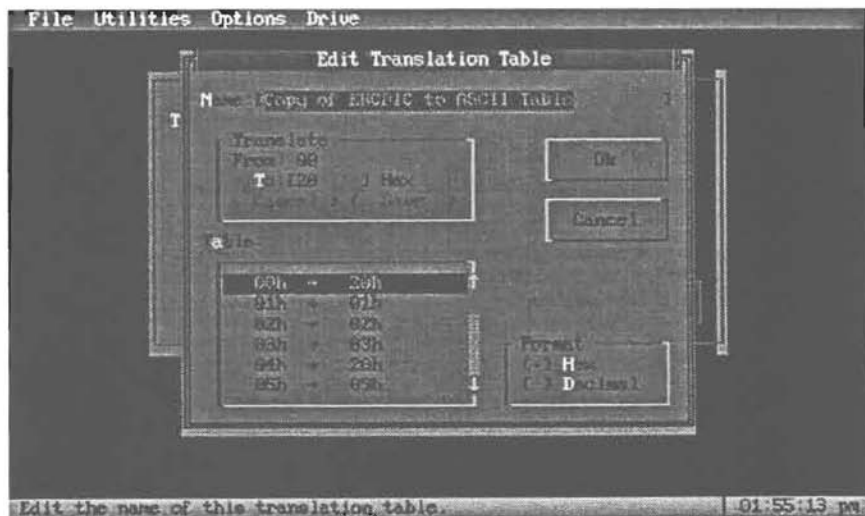 File Utilities Options Drive
Edit Translation Table
Name [Copy of EBCDIC to ASCII Table ]
T
Translate
From: 00
To [20 ] Hex
Ok
Cancel
Table
00h → 20h
01h → 01h
02h → 02h
03h → 03h
04h → 20h
05h → 09h
Format
(•) Hex
( ) Decimal
Edit the name of this translation table.
01:55:13 pm